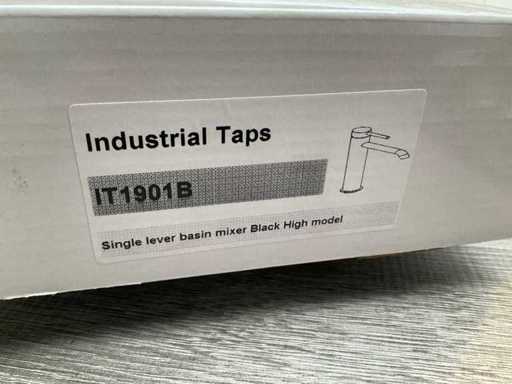 Industrial Taps
IT1901B
Single lever basin mixer Black High model